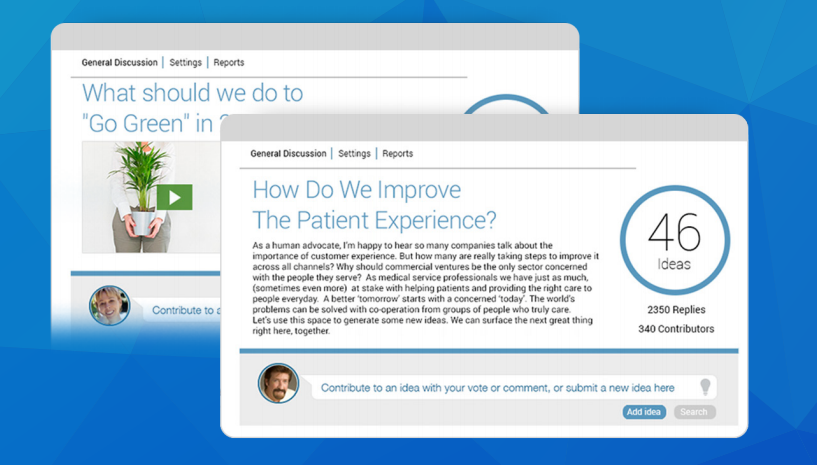 General Discussion | Settings | Reports
What should we do to
"Go Green" in
Contribute to a
General Discussion | Settings | Reports
How Do We Improve
The Patient Experience?
As a human advocate, I'm happy to hear so many companies talk about the
importance of customer experience. But how many are really taking steps to improve it
across all channels? Why should commercial ventures be the only sector concerned
with the people they serve? As medical service professionals we have just as much,
(sometimes even more) at stake with helping patients and providing the right care to
people everyday. A better 'tomorrow' starts with a concerned 'today'. The world's
problems can be solved with co-operation from groups of people who truly care.
Let's use this space to generate some new ideas. We can surface the next great thing
right here, together.
46
Ideas
2350 Replies
340 Contributors
Contribute to an idea with your vote or comment, or submit a new idea here
Add idea Search